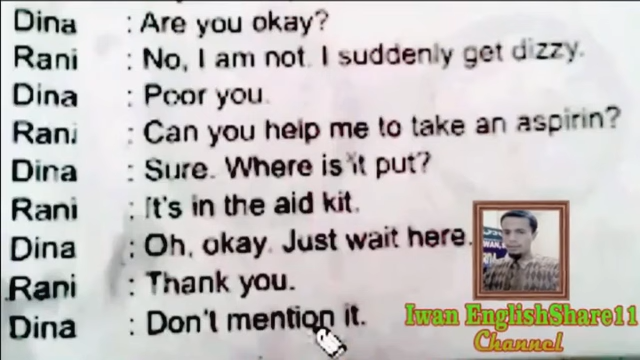 Dina : Are you okay?
Rani : No, I am not. I suddenly get dizzy.
Dina : Poor you.
Rani : Can you help me to take an aspirin?
Dina : Sure. Where is it put?
Rani : It's in the aid kit.
Dina : Oh, okay. Just wait here.
Rani : Thank you.
Dina : Don't mention it.
Iwan EnglishShare11
Channel